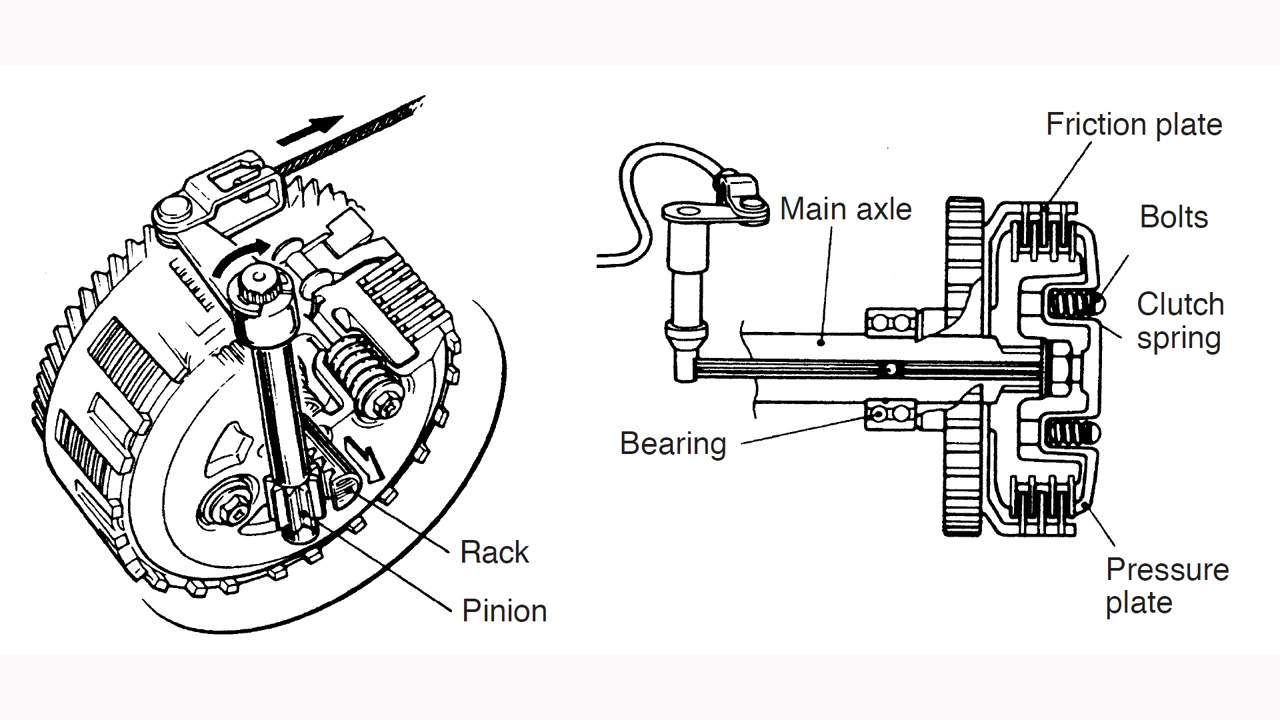 Rack
Pinion
Friction plate
Bolts
Main axle
Clutch
spring
Bearing
Pressure
plate